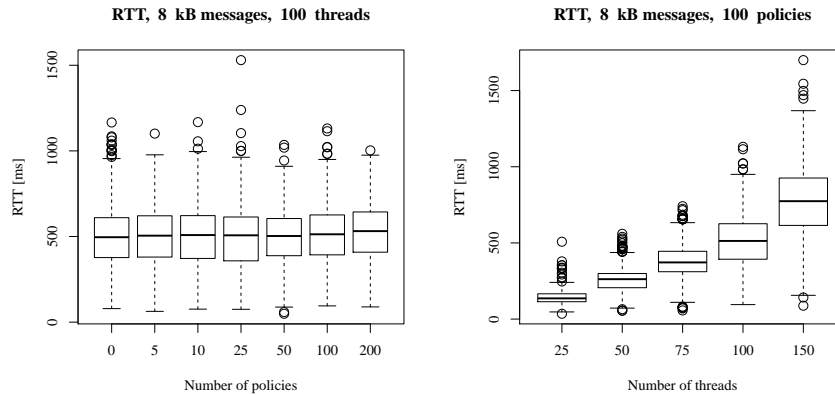 RTT, 8 kB messages, 100 threads
RTT [ms]
1500
1000
500
0
0 5 10 25 50 100 200
Number of policies
RTT, 8 kB messages, 100 policies
RTT [ms]
1500
1000
500
0
25 50 75 100 150
Number of threads